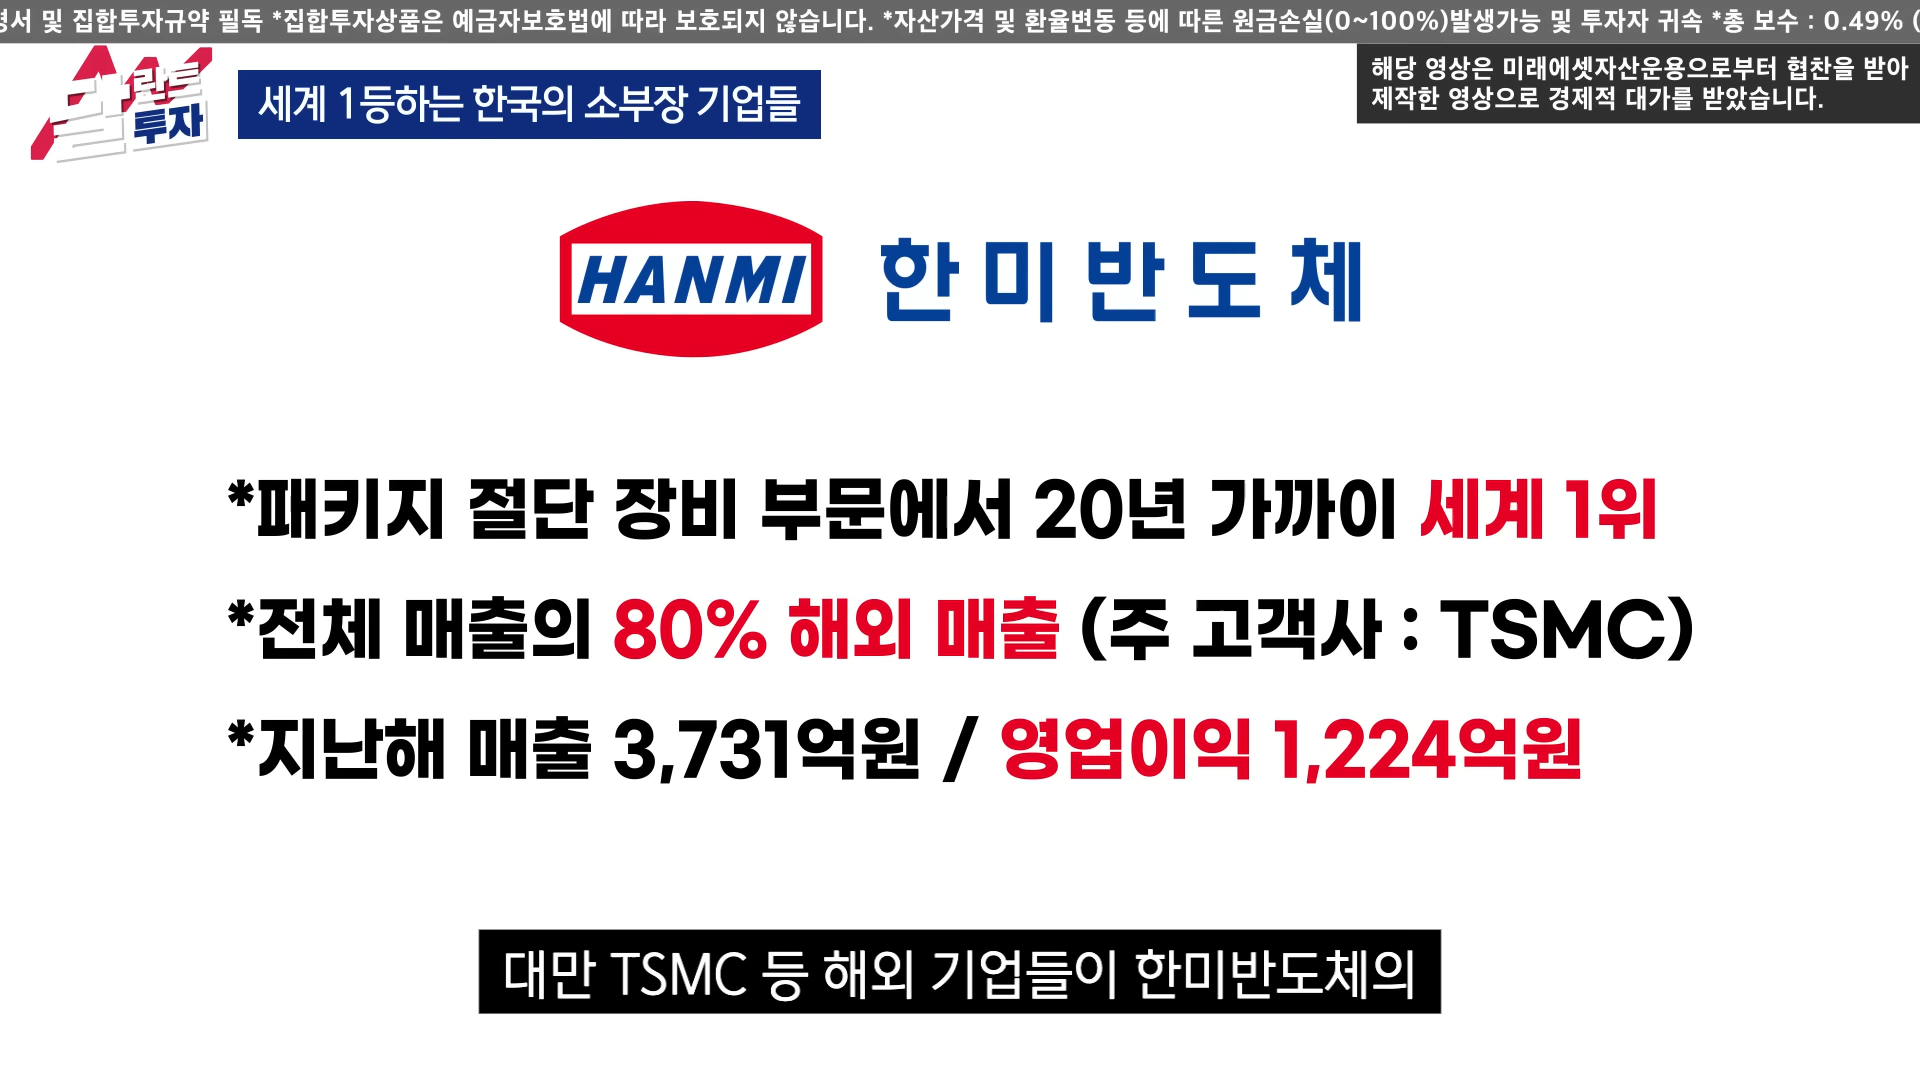 및 집합투자규약 필독 *집합투자상품은 예금자보호법에 따라 보호되지 않습니다. *자산가격 및 환율변동 등에 따른 원금손실(0~100%)발생가능 및 투자자 귀속 *총 보수 : 0.49% (
해당 영상은 미래에셋자산운용으로부터 협찬을 받아
제작한 영상으로 경제적 대가를 받았습니다.
알란트
투자
세계 1등하는 한국의 소부장 기업들
HANMI 한미반도체
*패키지 절단 장비 부문에서 20년 가까이 세계 1위
*전체 매출의 80% 해외 매출 (주 고객사 : TSMC)
*지난해 매출 3,731억원 / 영업이익 1,224억원
대만 TSMC 등 해외 기업들이 한미반도체의